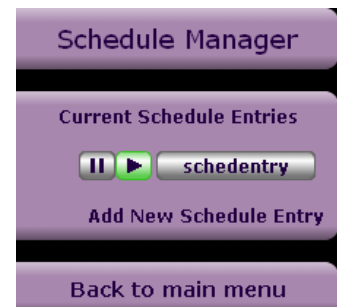 Schedule Manager
Current Schedule Entries
schedentry
Add New Schedule Entry
Back to main menu